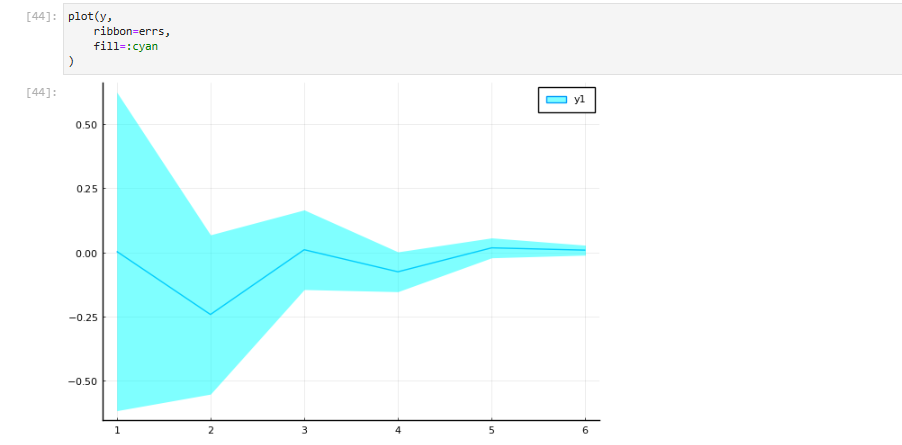 [44]: plot(y,
ribbon=errs,
fill=:cyan
)
[44]:
y1
0.50
0.25
0.00
−0.25
−0.50
1 2 3 4 5 6